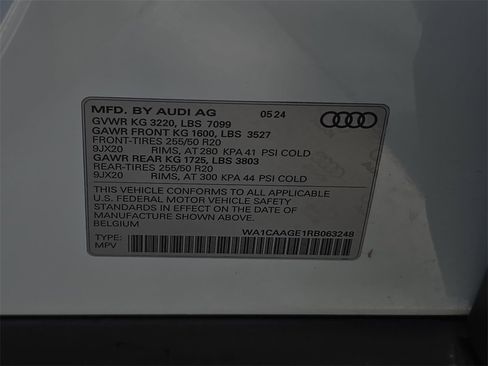 MFD. BY AUDI AG 05 24
GVWR KG 3220, LBS 7099
GAWR FRONT KG 1600, LBS 3527
FRONT-TIRES 255/50 R20
9JX20 RIMS, AT 280 KPA 41 PSI COLD
GAWR REAR KG 1725, LBS 3803
REAR-TIRES 255/50 R20
9JX20 RIMS, AT 300 KPA 44 PSI COLD
THIS VEHICLE CONFORMS TO ALL APPLICABLE
U.S. FEDERAL MOTOR VEHICLE SAFETY
STANDARDS IN EFFECT ON THE DATE OF
MANUFACTURE SHOWN ABOVE.
BELGIUM WA1CAAGE1RB063248
TYPE:
MPV